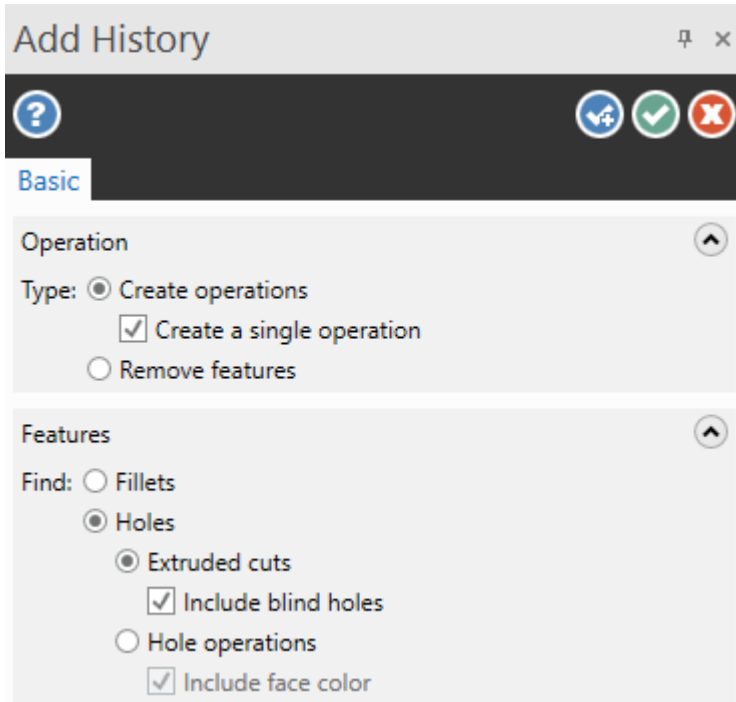 Add History
?
Basic
Operation
Type: Create operations
Create a single operation
Remove features
Features
Find: Fillets
Holes
Extruded cuts
Include blind holes
Hole operations
Include face color